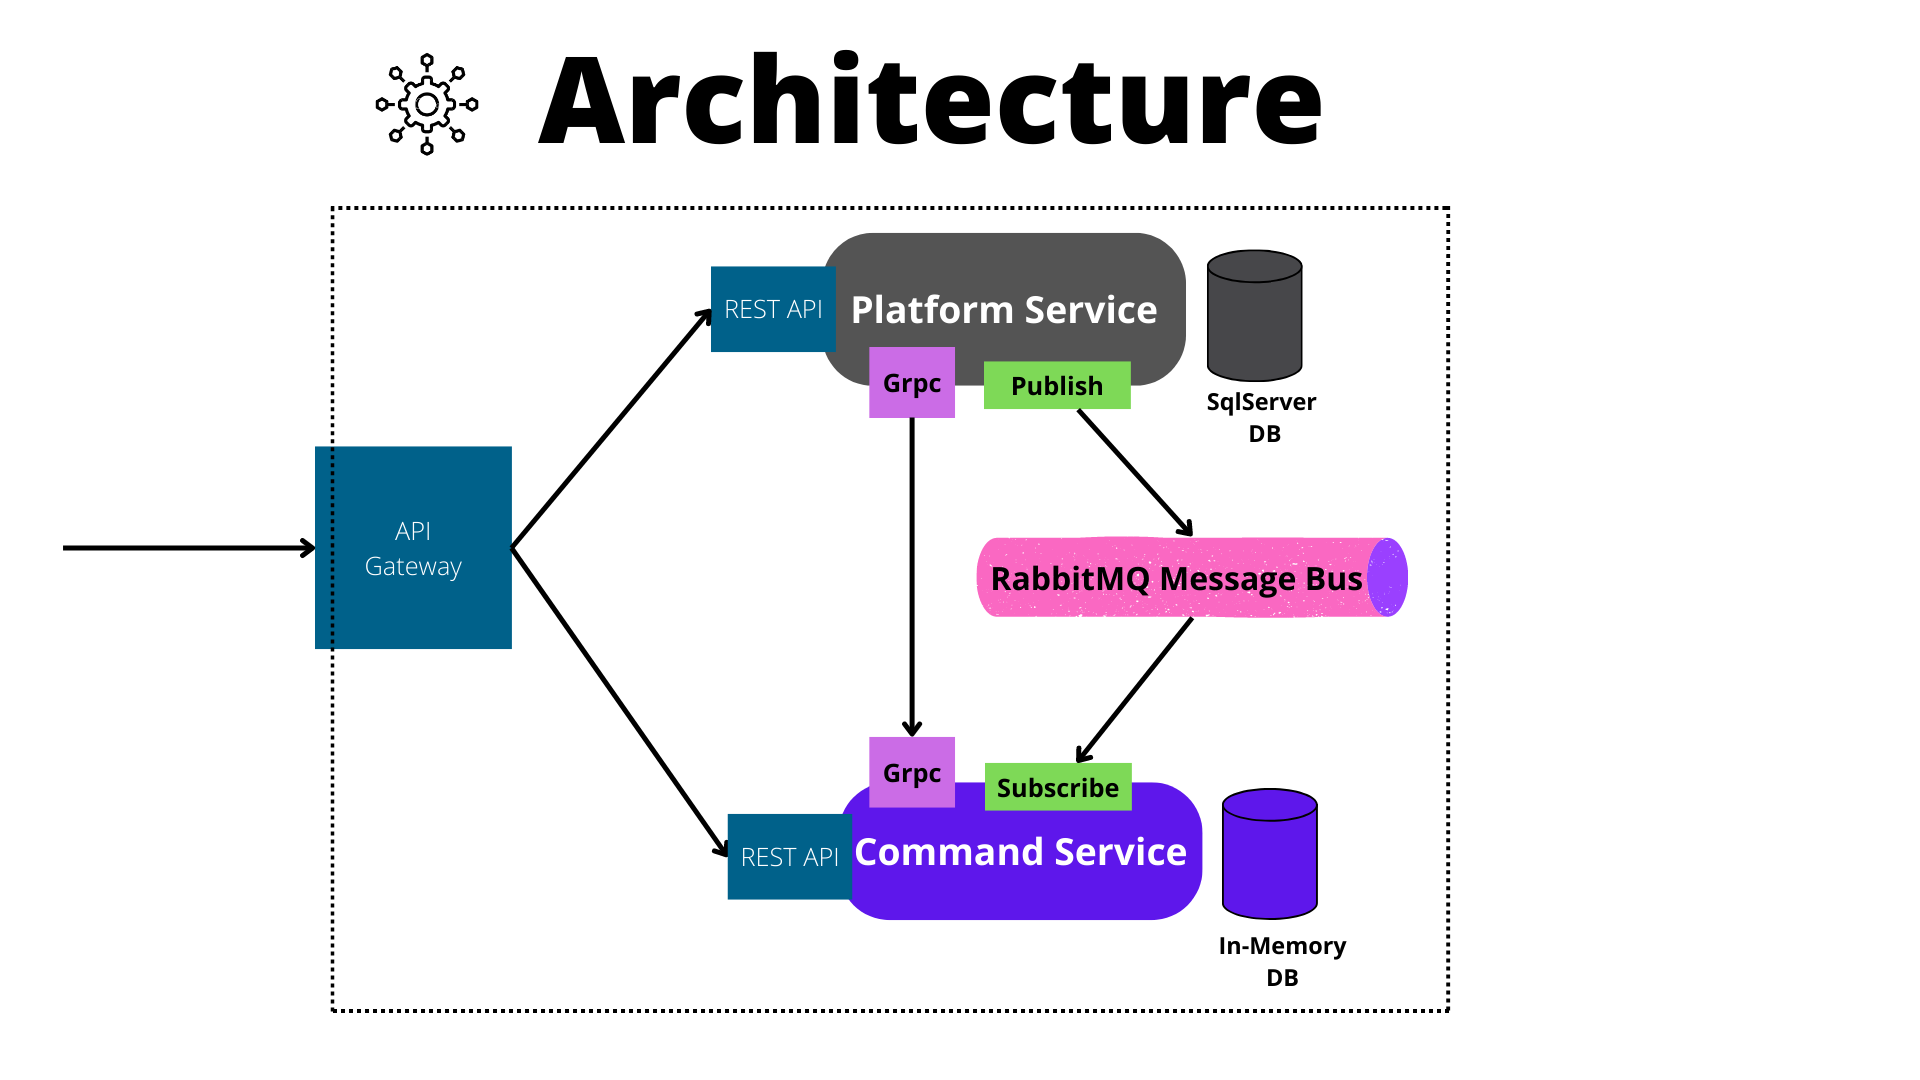 Architecture
REST API
Platform Service
Grpc
Publish
SqlServer
DB
API
Gateway
RabbitMQ Message Bus
Grpc
Subscribe
REST API
Command Service
In-Memory
DB